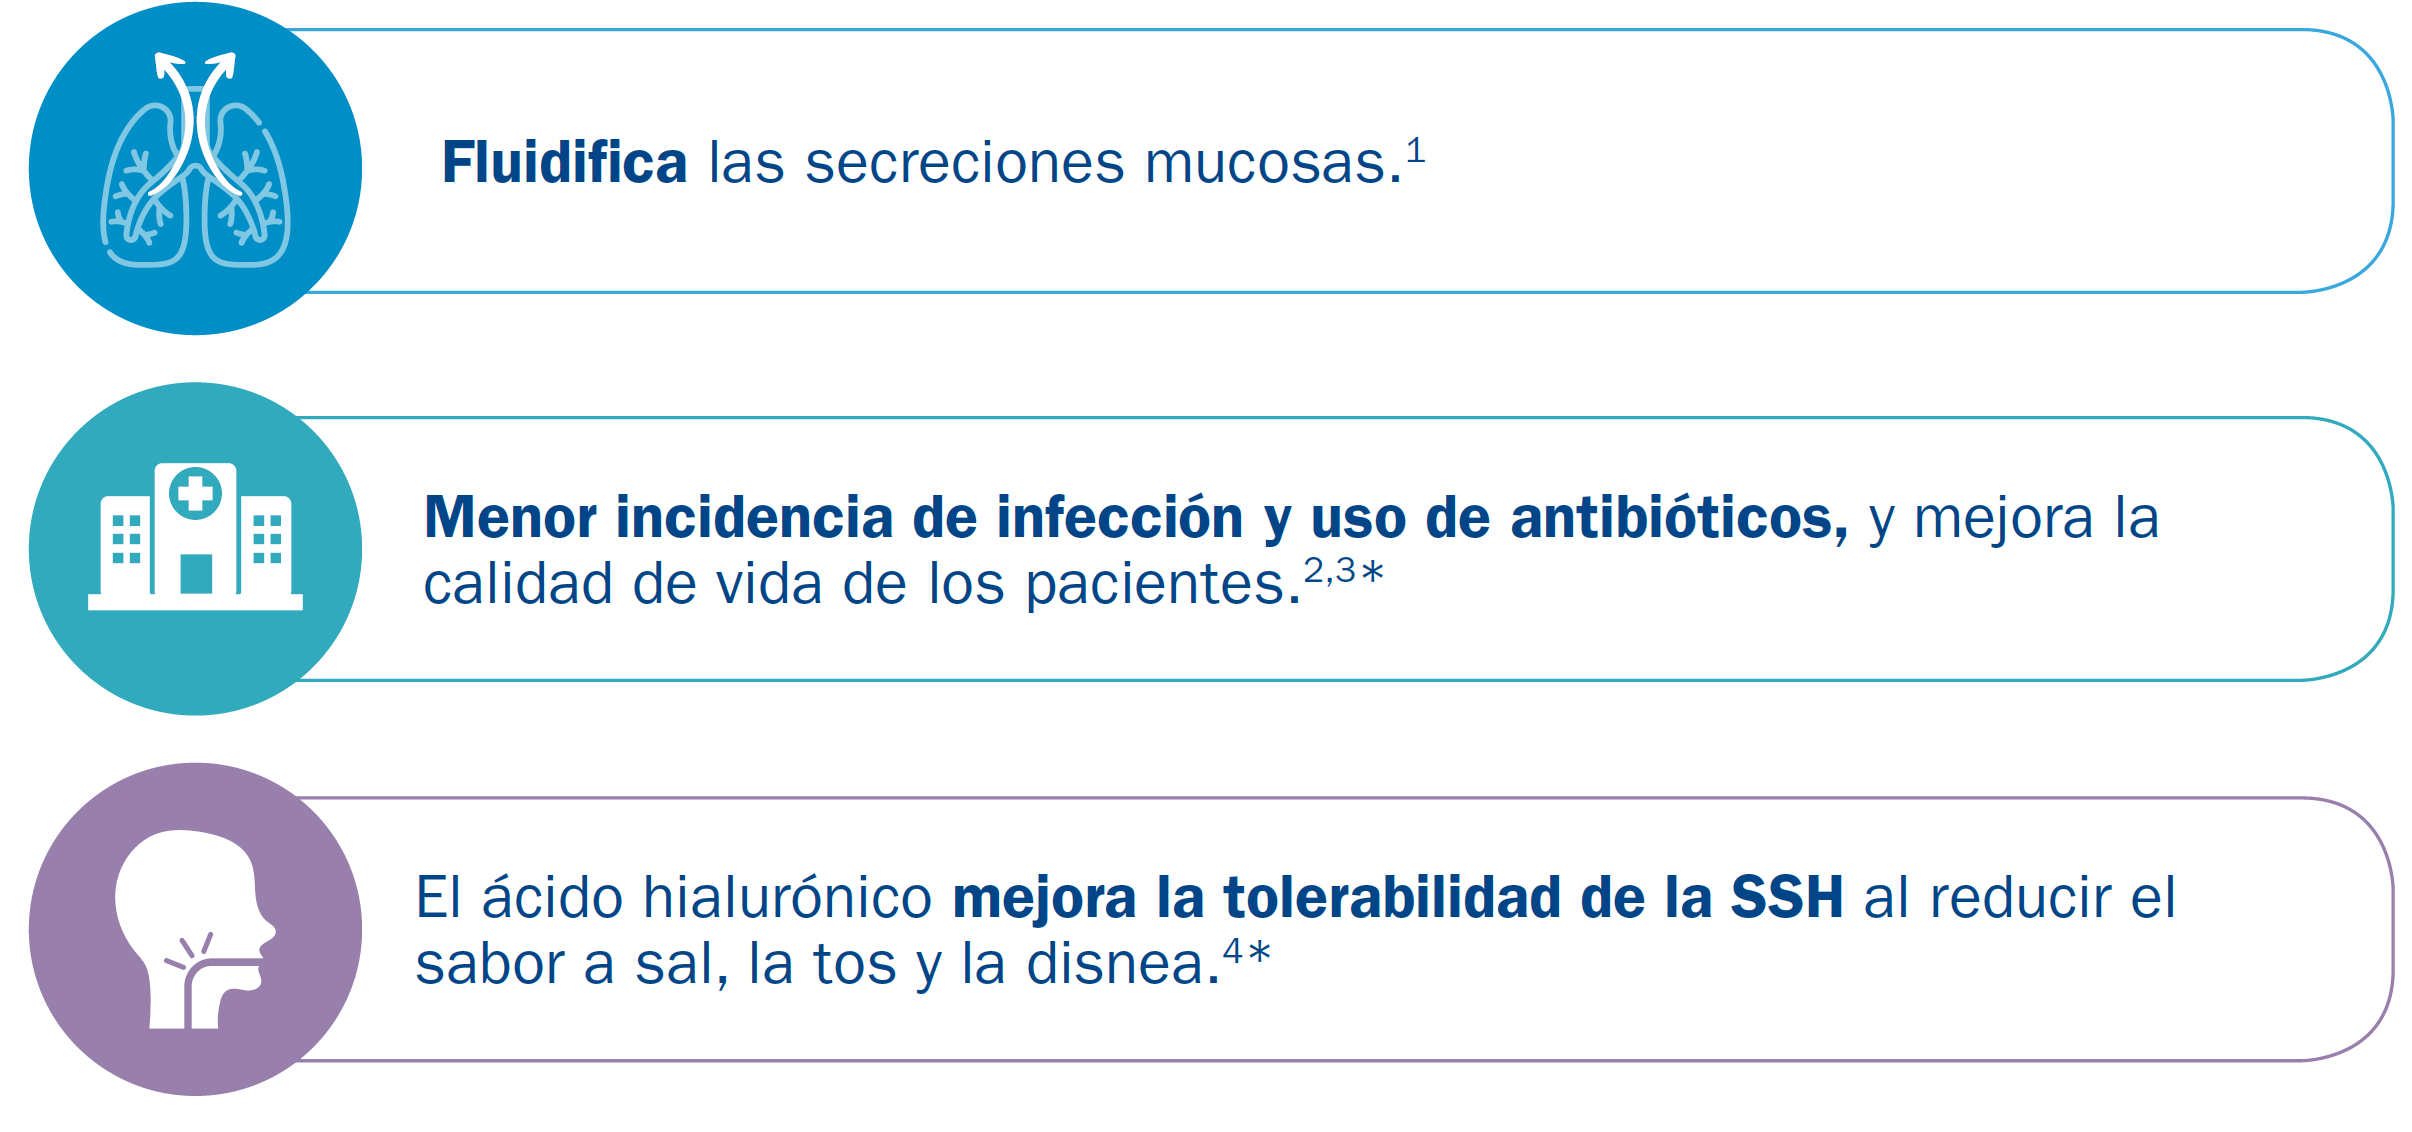 Fluidifica las secreciones mucosas.1
Menor incidencia de infección y uso de antibióticos, y mejora la
calidad de vida de los pacientes.2,3*
El ácido hialurónico mejora la tolerabilidad de la SSH al reducir el
sabor a sal, la tos y la disnea.4*